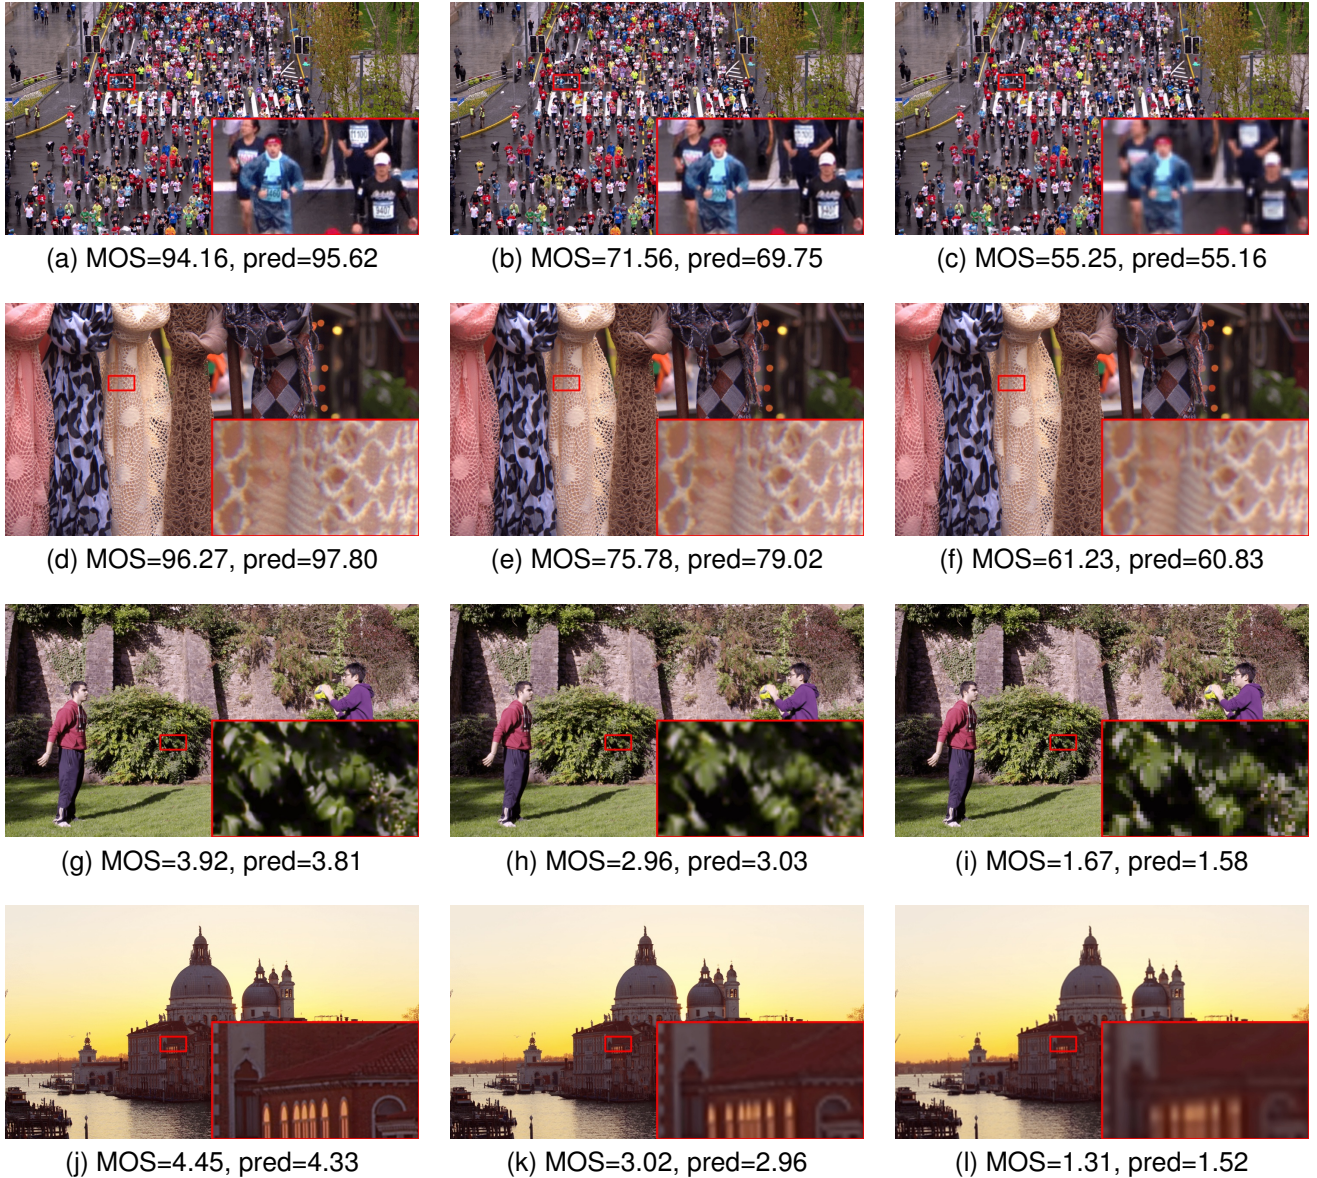 (a) MOS=94.16, pred=95.62
(b) MOS=71.56, pred=69.75
(c) MOS=55.25, pred=55.16
(d) MOS=96.27, pred=97.80
(e) MOS=75.78, pred=79.02
(f) MOS=61.23, pred=60.83
(g) MOS=3.92, pred=3.81
(h) MOS=2.96, pred=3.03
(i) MOS=1.67, pred=1.58
(j) MOS=4.45, pred=4.33
(k) MOS=3.02, pred=2.96
(l) MOS=1.31, pred=1.52